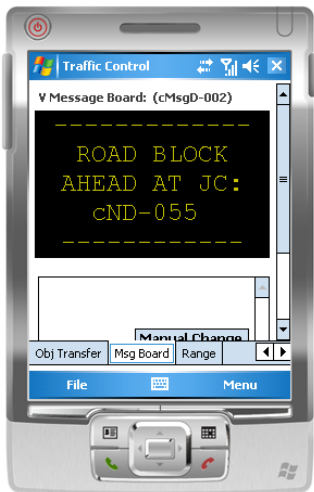 Traffic Control
V Message Board: (cMsgD-002)
-------------
ROAD BLOCK
AHEAD AT JC:
cND-055
------------
Manual Change
Obj Transfer
Msg Board
Range
File
Menu